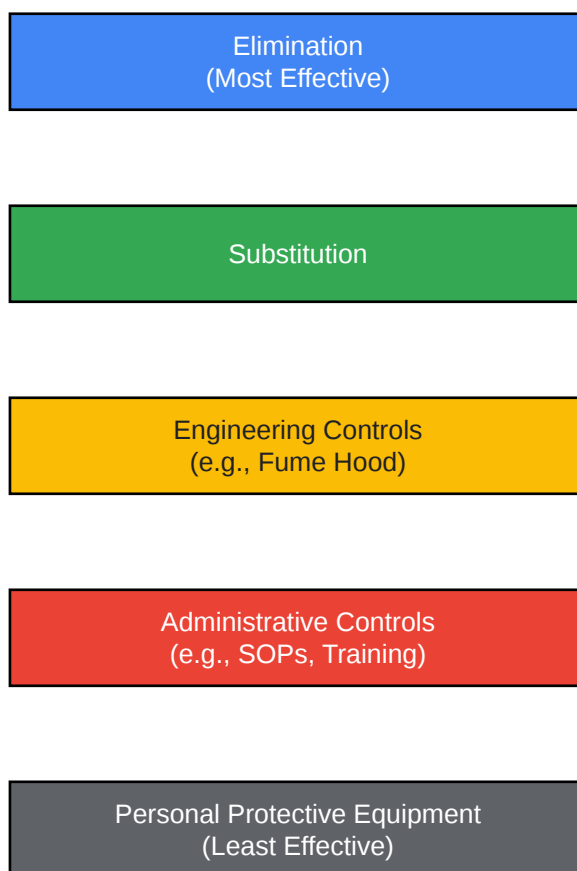 Elimination
(Most Effective)
Substitution
Engineering Controls
(e.g., Fume Hood)
Administrative Controls
(e.g., SOPs, Training)
Personal Protective Equipment
(Least Effective)